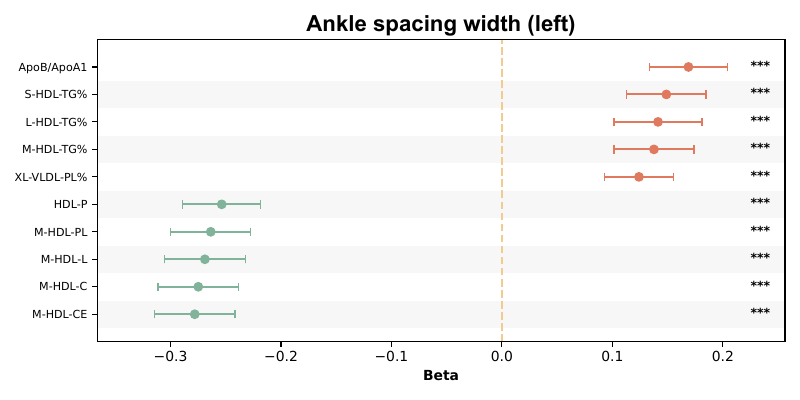 Ankle spacing width (left)
ApoB/ApoA1 ***
S-HDL-TG% ***
L-HDL-TG% ***
M-HDL-TG% ***
XL-VLDL-PL% ***
HDL-P ***
M-HDL-PL ***
M-HDL-L ***
M-HDL-C ***
M-HDL-CE ***
−0.3 −0.2 −0.1 0.0 0.1 0.2
Beta